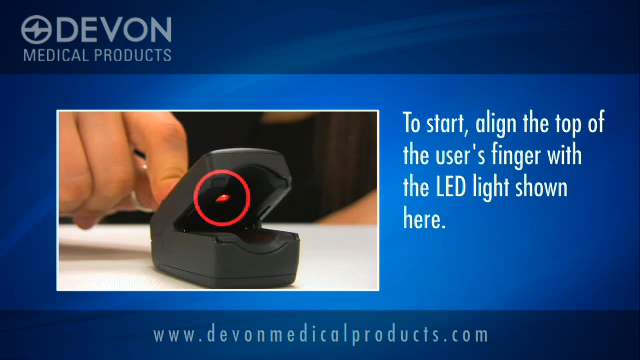 DEVON
MEDICAL PRODUCTS
To start, align the top of
the user's finger with
the LED light shown
here.
www.devonmedicalproducts.com